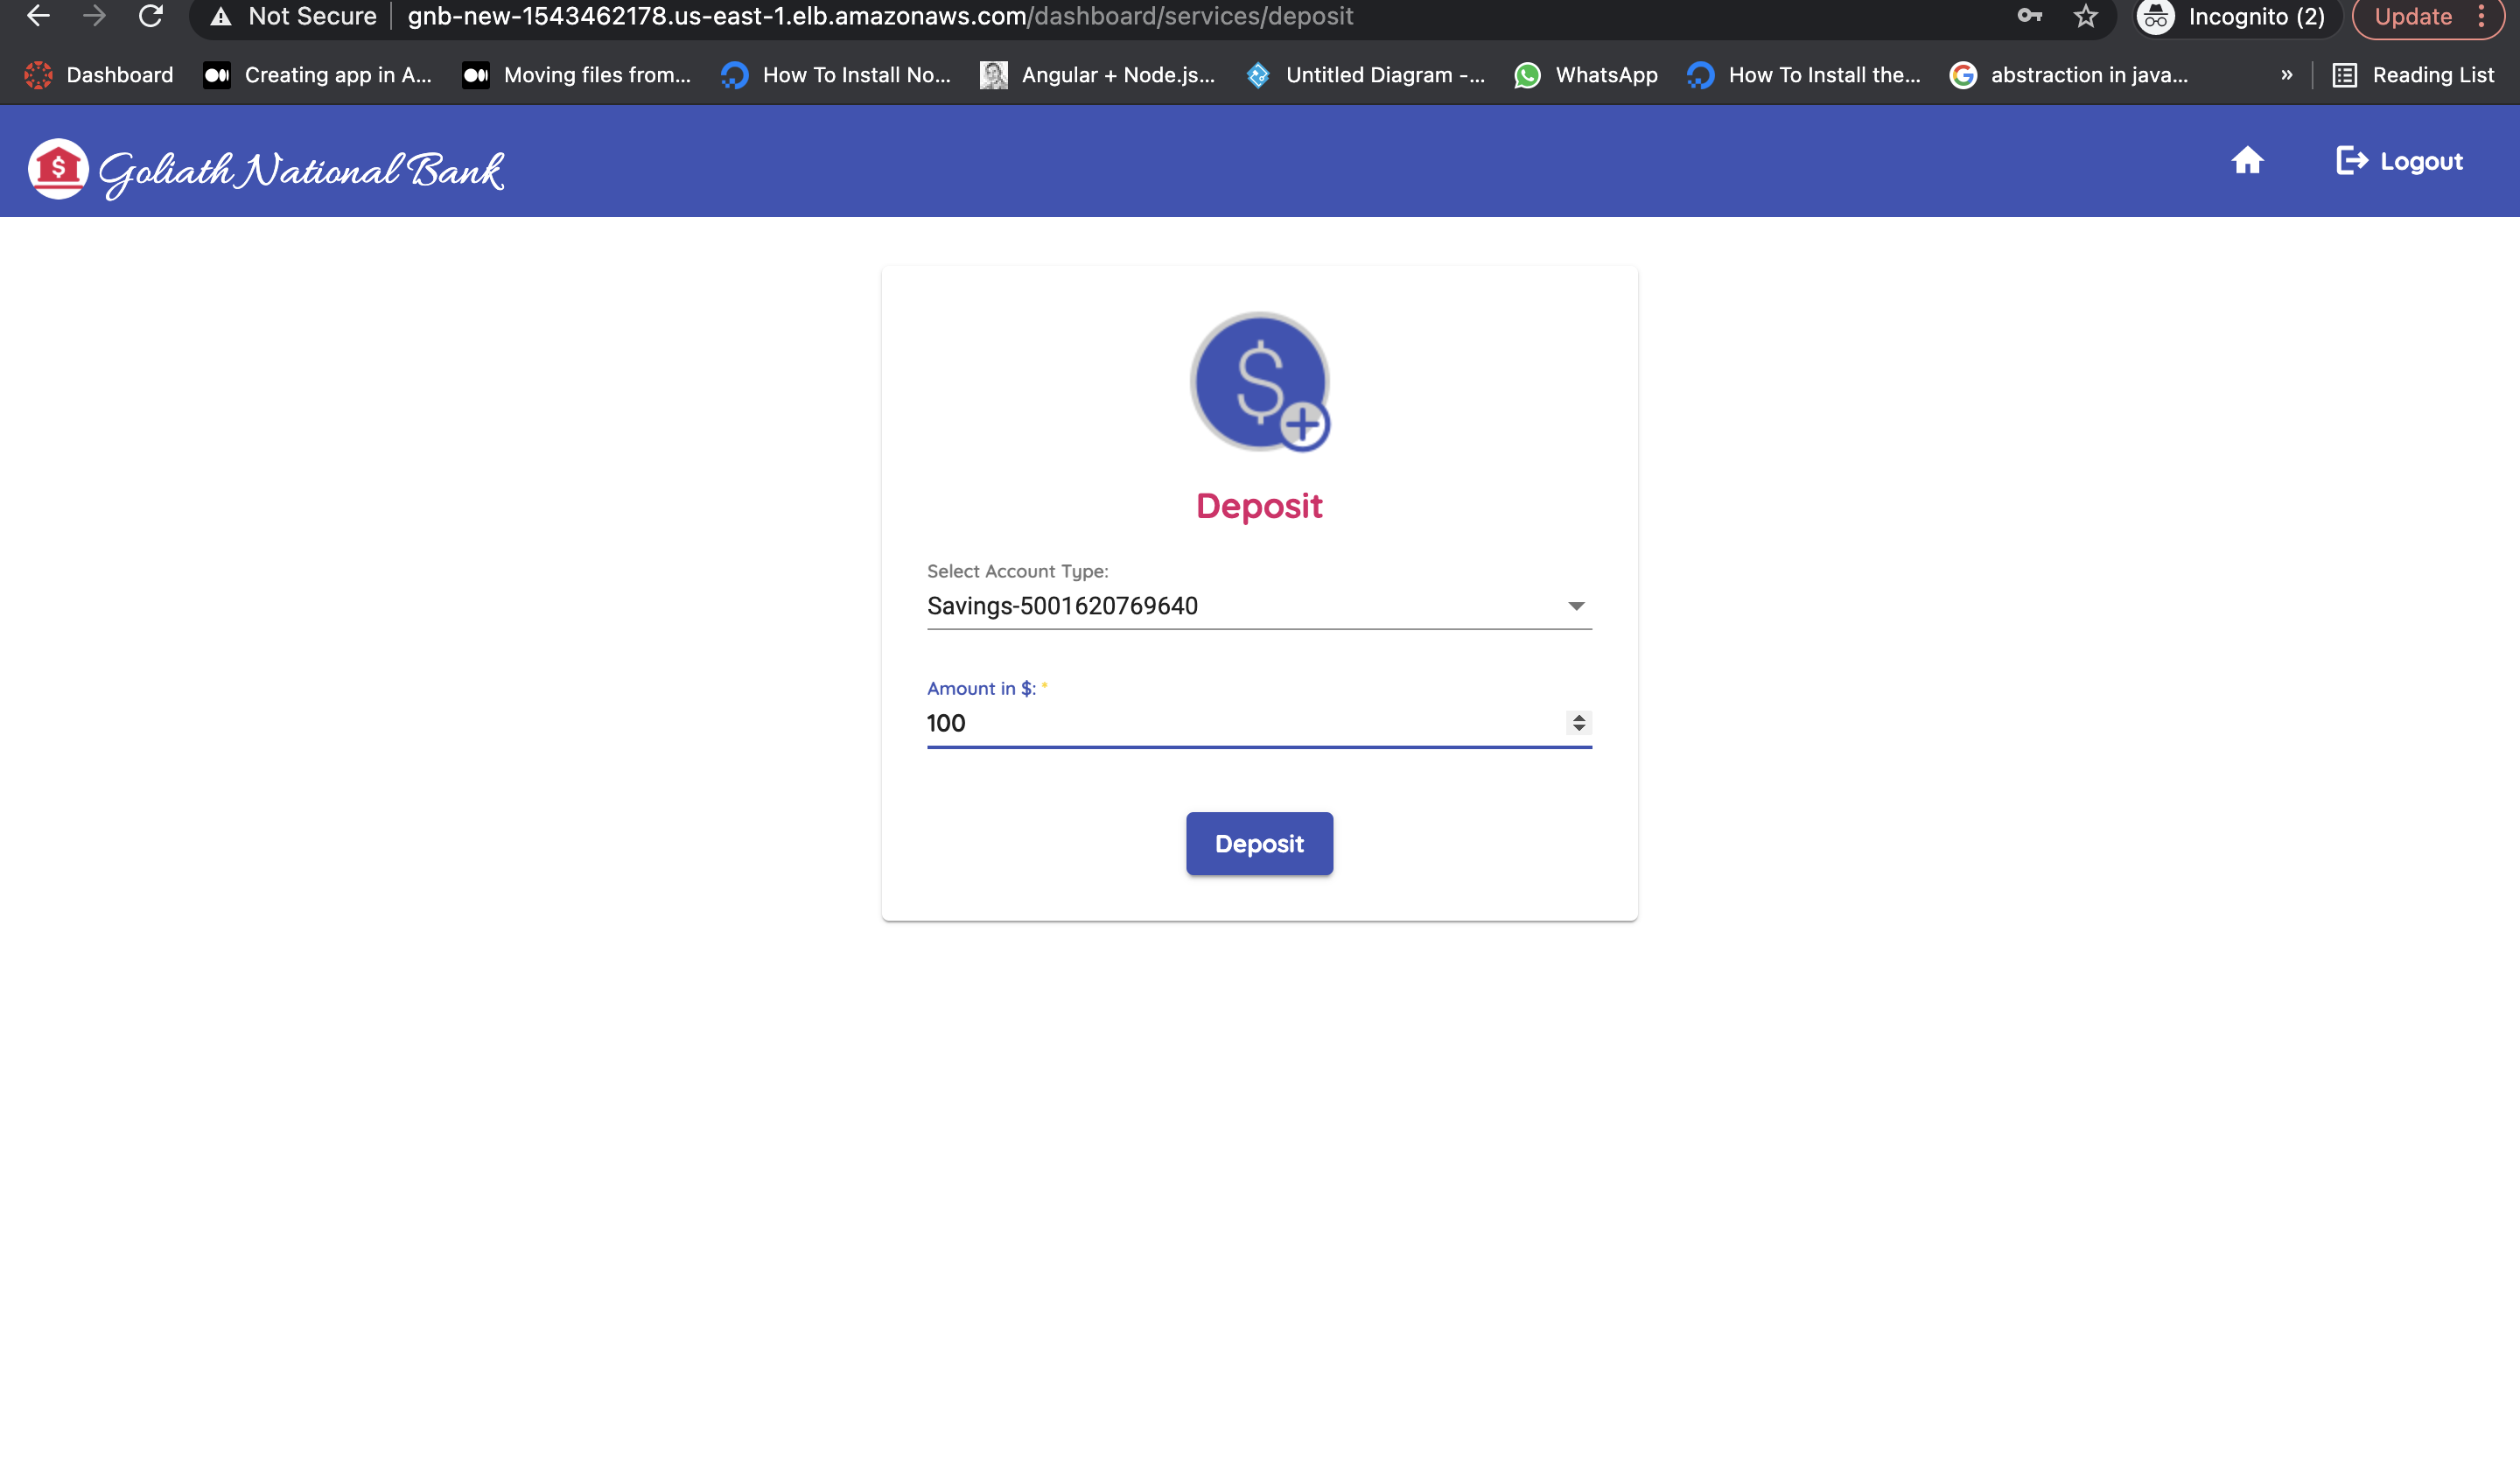 Not Secure gnb-new-1543462178.us-east-1.elb.amazonaws.com/dashboard/services/deposit Incognito (2) Update
Dashboard Creating app in A... Moving files from... How To Install No... Angular + Node.js... Untitled Diagram -... WhatsApp How To Install the... abstraction in java... » Reading List
Goliath National Bank Logout
Deposit
Select Account Type:
Savings-5001620769640
Amount in $: *
100
Deposit